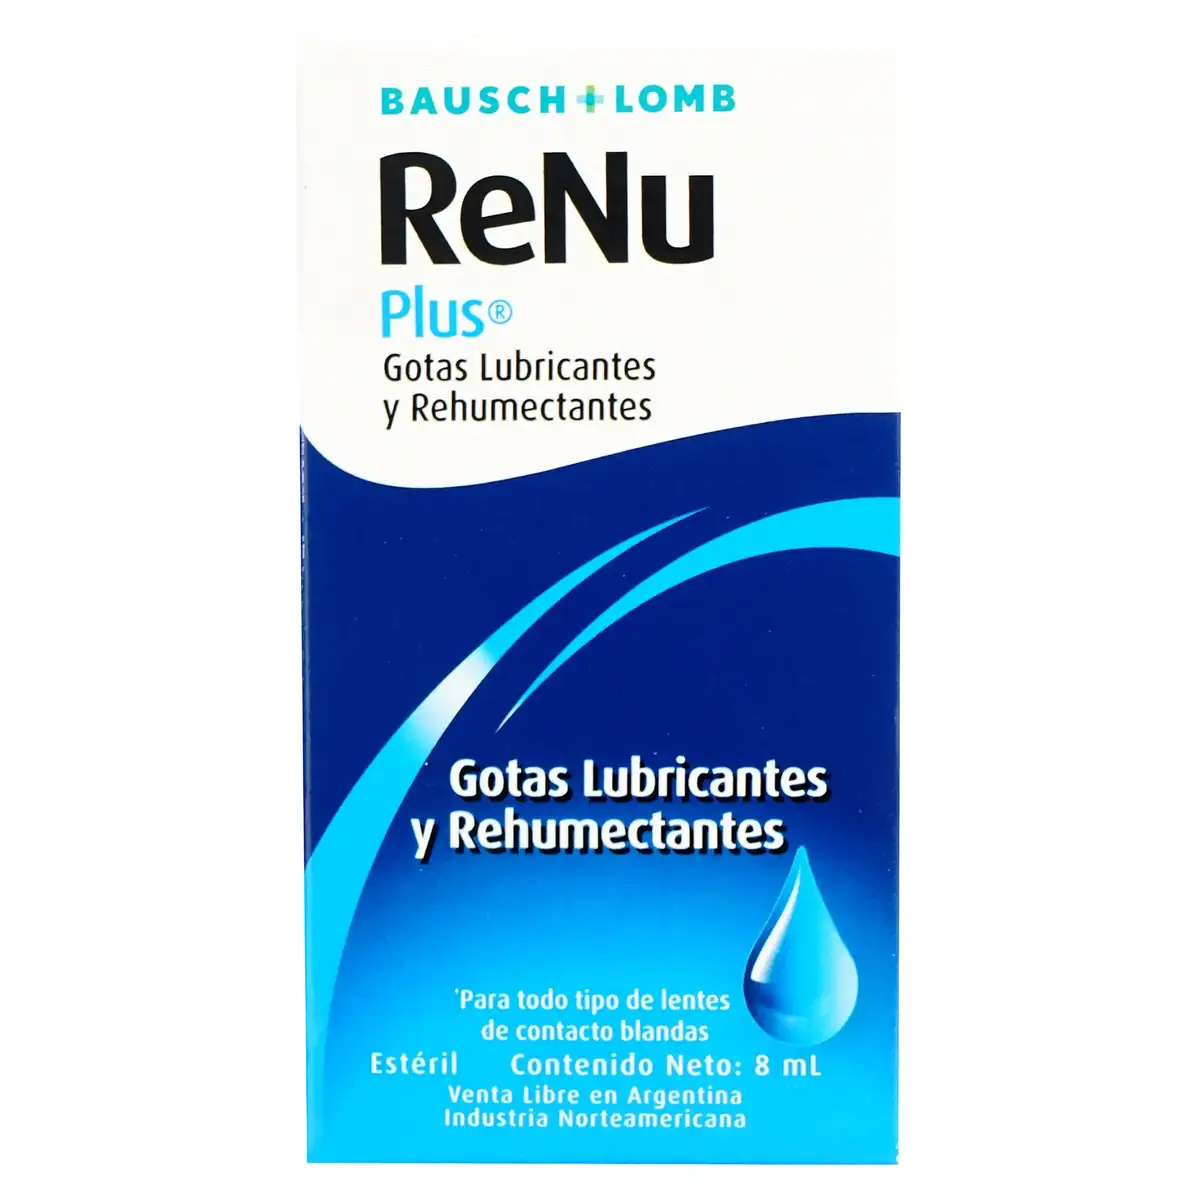 BAUSCH + LOMB
ReNu
Plus®
Gotas Lubricantes
y Rehumectantes
Gotas Lubricantes
y Rehumectantes
*Para todo tipo de lentes
de contacto blandas
Estéril Contenido Neto: 8 mL
Venta Libre en Argentina
Industria Norteamericana